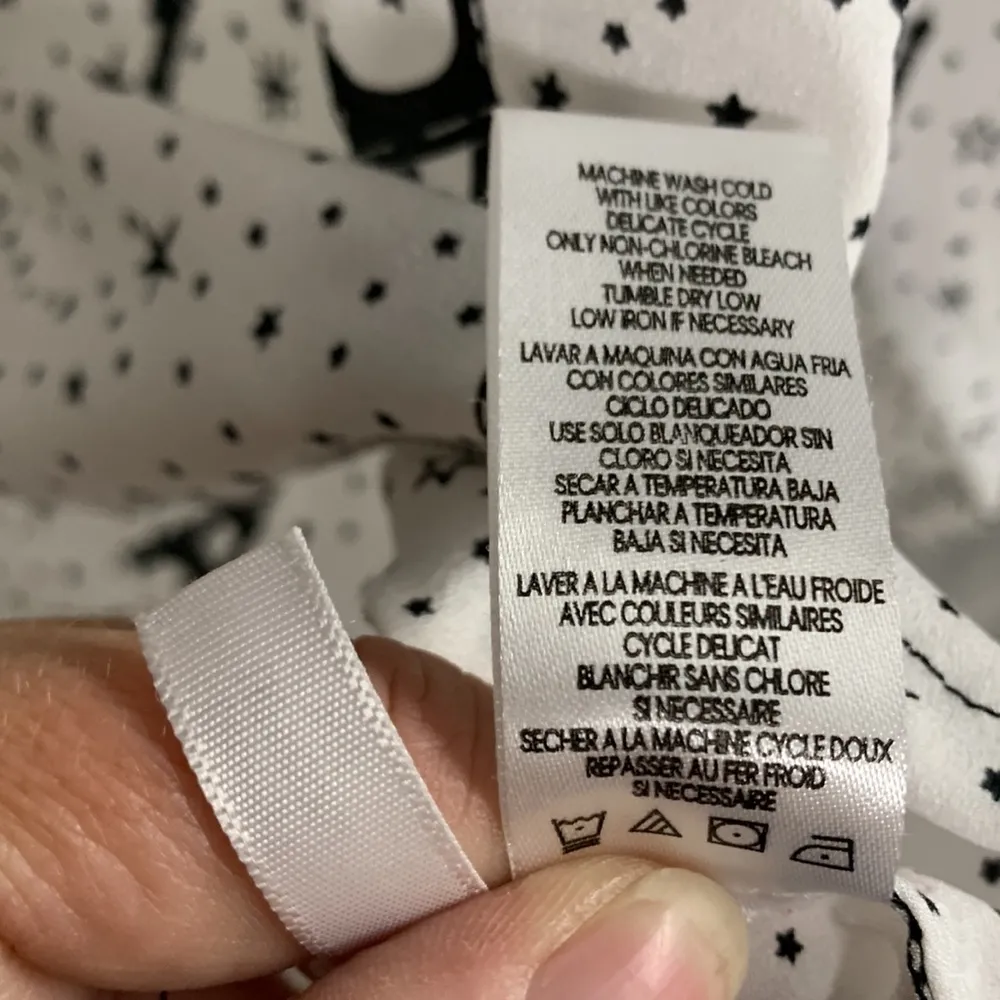 MACHINE WASH COLD
WITH LIKE COLORS
DELICATE CYCLE
ONLY NON-CHLORINE BLEACH
WHEN NEEDED
TUMBLE DRY LOW
LOW IRON IF NECESSARY
LAVAR A MAQUINA CON AGUA FRIA
CON COLORES SIMILARES
CICLO DELICADO
USE SOLO BLANQUEADOR SIN
CLORO SI NECESITA
SECAR A TEMPERATURA BAJA
PLANCHAR A TEMPERATURA
BAJA SI NECESITA
LAVER A LA MACHINE A L'EAU FROIDE
AVEC COULEURS SIMILAIRES
CYCLE DELICAT
BLANCHIR SANS CHLORE
SI NECESSAIRE
SECHER A LA MACHINE CYCLE DOUX
REPASSER AU FER FROID
SI NECESSAIRE